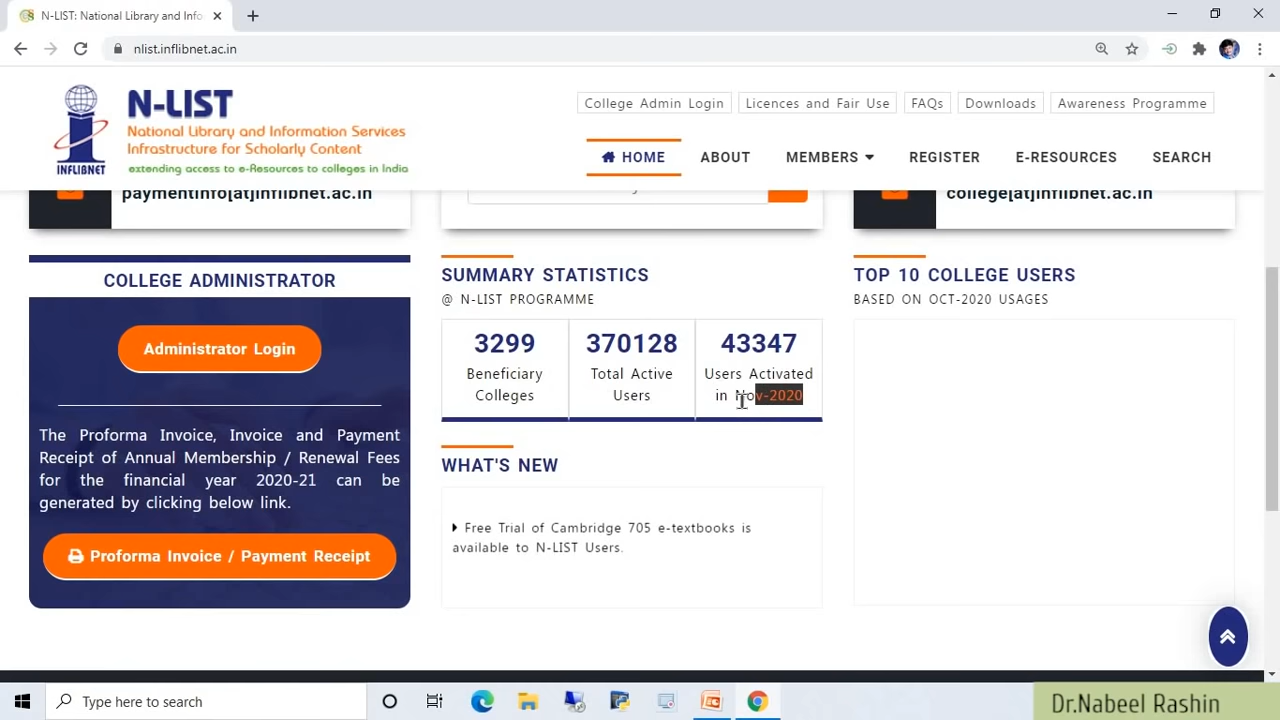 N-LIST: National Library and Info
nlist.inflibnet.ac.in
INFLIBNET
N-LIST
National Library and Information Services
Infrastructure for Scholarly Content
extending access to e-Resources to colleges in India
College Admin Login
Licences and Fair Use
FAQs
Downloads
Awareness Programme
HOME
ABOUT
MEMBERS
REGISTER
E-RESOURCES
SEARCH
paymentinfo[at]inflibnet.ac.in
college[at]inflibnet.ac.in
COLLEGE ADMINISTRATOR
Administrator Login
The Proforma Invoice, Invoice and Payment
Receipt of Annual Membership / Renewal Fees
for the financial year 2020-21 can be
generated by clicking below link.
Proforma Invoice / Payment Receipt
SUMMARY STATISTICS
@ N-LIST PROGRAMME
3299
Beneficiary
Colleges
370128
Total Active
Users
43347
Users Activated
in Nov-2020
WHAT'S NEW
Free Trial of Cambridge 705 e-textbooks is
available to N-LIST Users.
TOP 10 COLLEGE USERS
BASED ON OCT-2020 USAGES
Type here to search
Dr.Nabeel Rashin